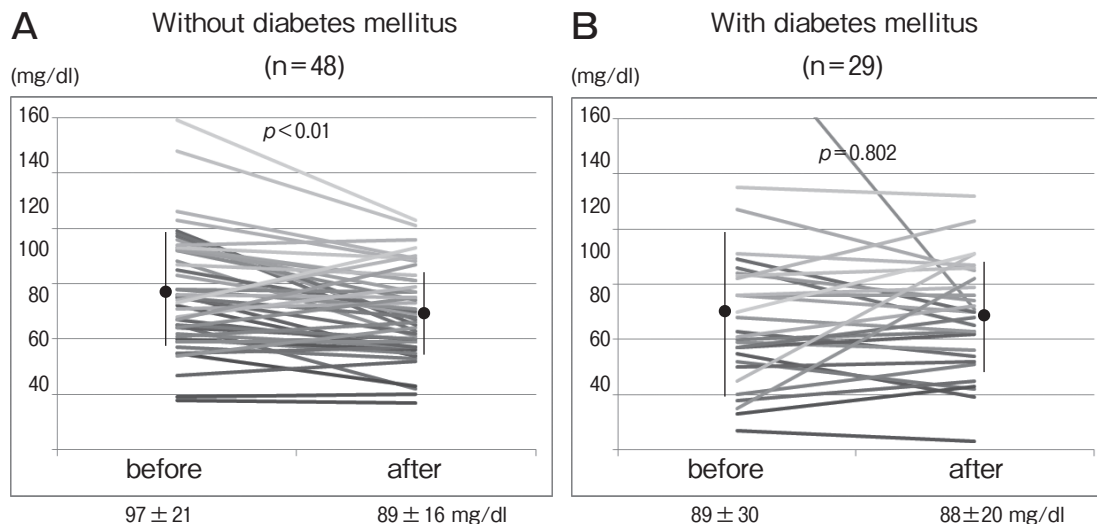 A Without diabetes mellitus
(n=48)
(mg/dl)
160
140
120
100
80
60
40
p<0.01
before after
97±21 89±16 mg/dl
B With diabetes mellitus
(n=29)
(mg/dl)
160
140
120
100
80
60
40
p=0.802
before after
89±30 88±20 mg/dl